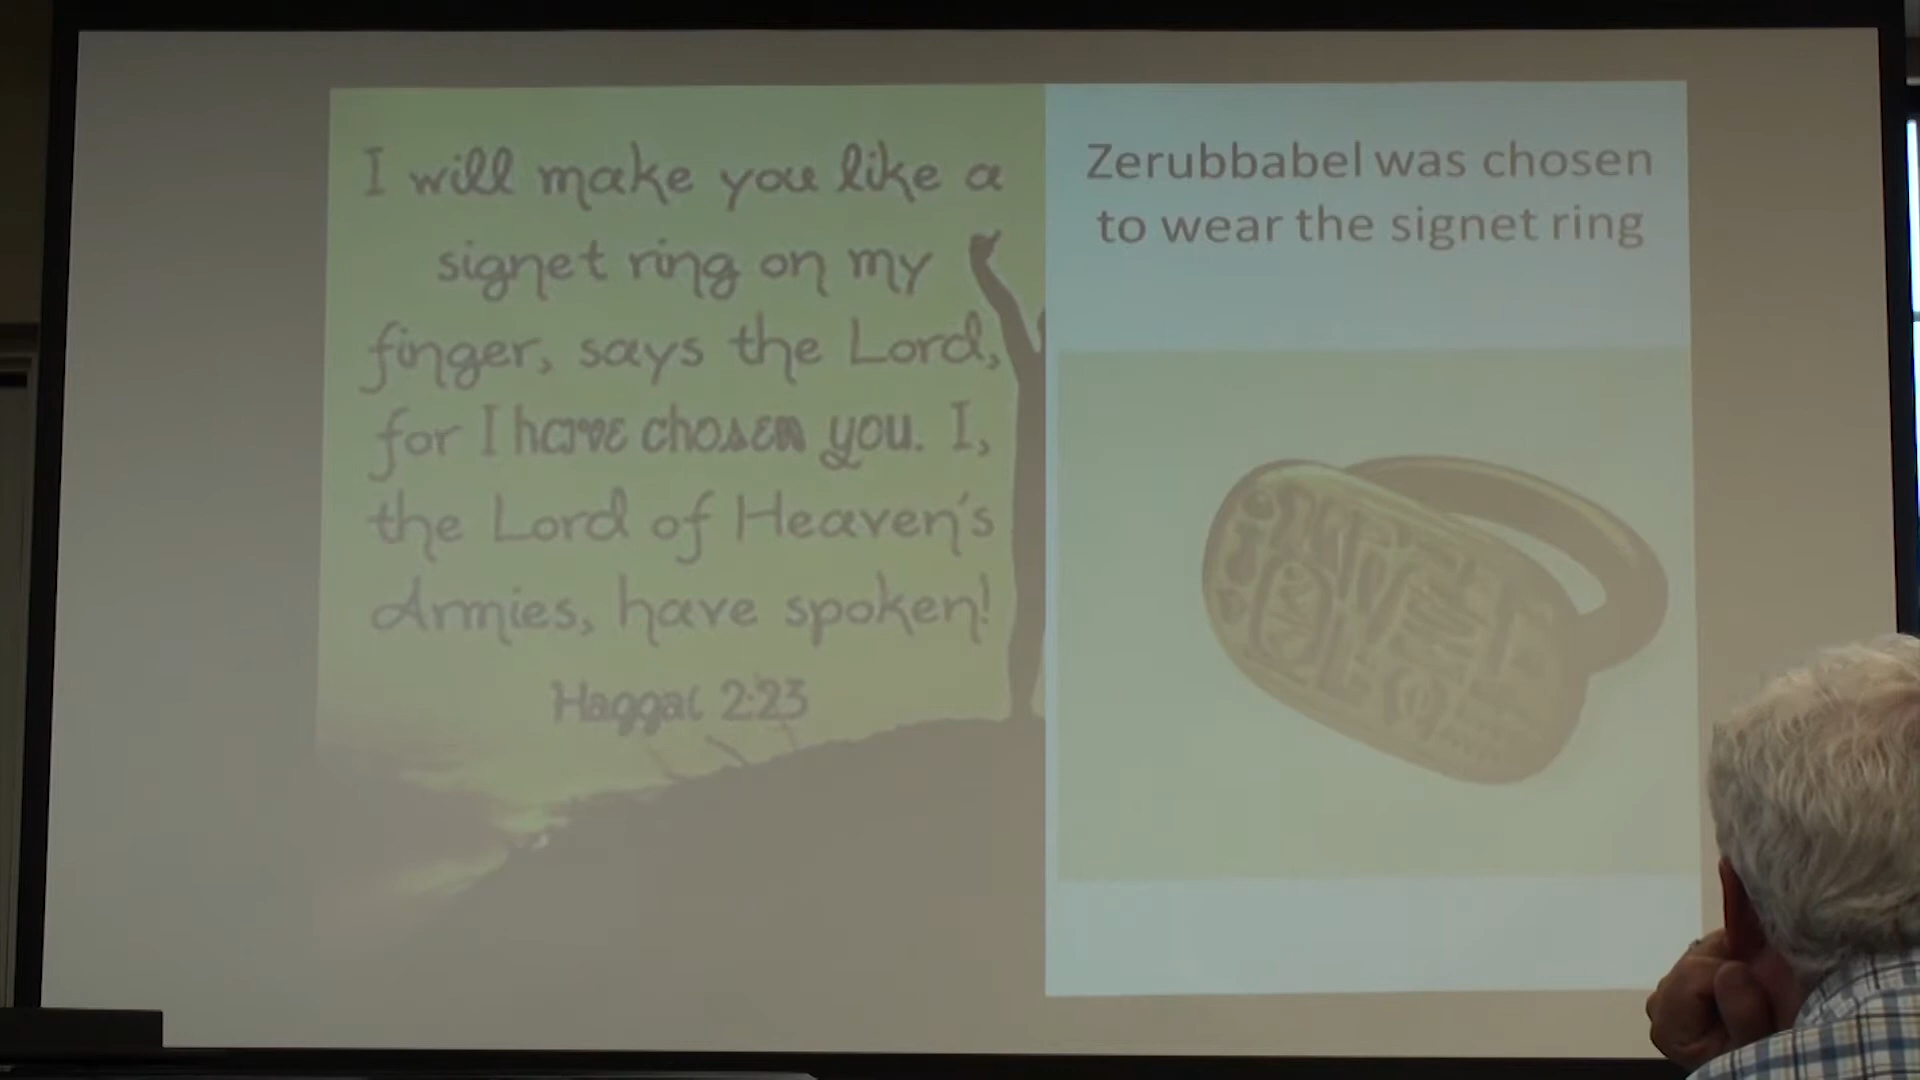 I will make you like a
signet ring on my
finger, says the Lord,
for I have chosen you. I,
the Lord of Heaven's
Armies, have spoken!
Haggai 2:23
Zerubbabel was chosen
to wear the signet ring